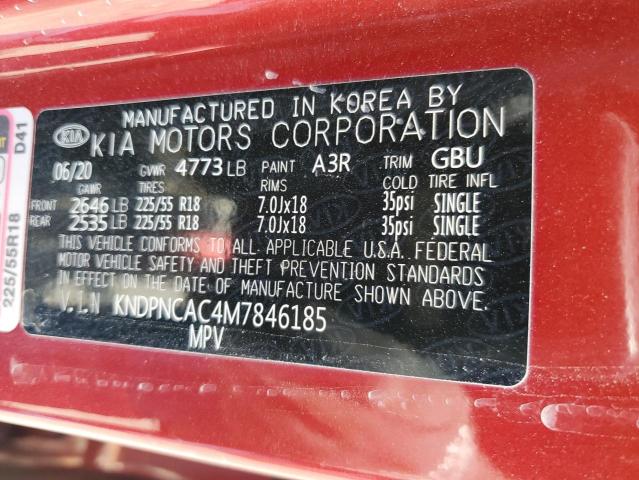 MANUFACTURED IN KOREA BY
KIA KIA MOTORS CORPORATION
06/20 GVWR 4773 LB PAINT A3R TRIM GBU
GAWR TIRES RIMS COLD TIRE INFL
FRONT 2646 LB 225/55 R18 7.0Jx18 35psi SINGLE
REAR 2535 LB 225/55 R18 7.0Jx18 35psi SINGLE
THIS VEHICLE CONFORMS TO ALL APPLICABLE U.S.A. FEDERAL
MOTOR VEHICLE SAFETY AND THEFT PREVENTION STANDARDS
IN EFFECT ON THE DATE OF MANUFACTURE SHOWN ABOVE.
V.I.N KNDPNCAC4M7846185
MPV
D41
225/55R18